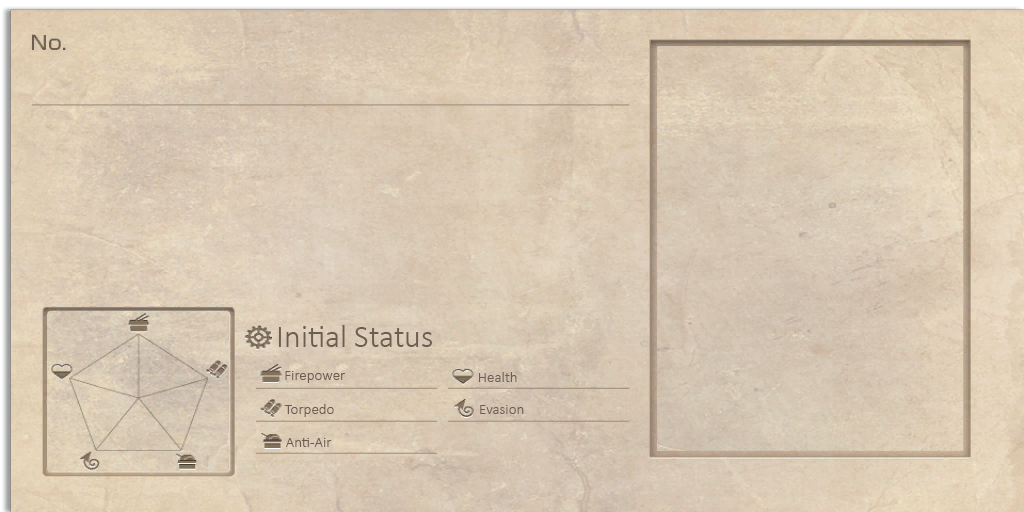 No.
Initial Status
Firepower
Health
Torpedo
Evasion
Anti-Air